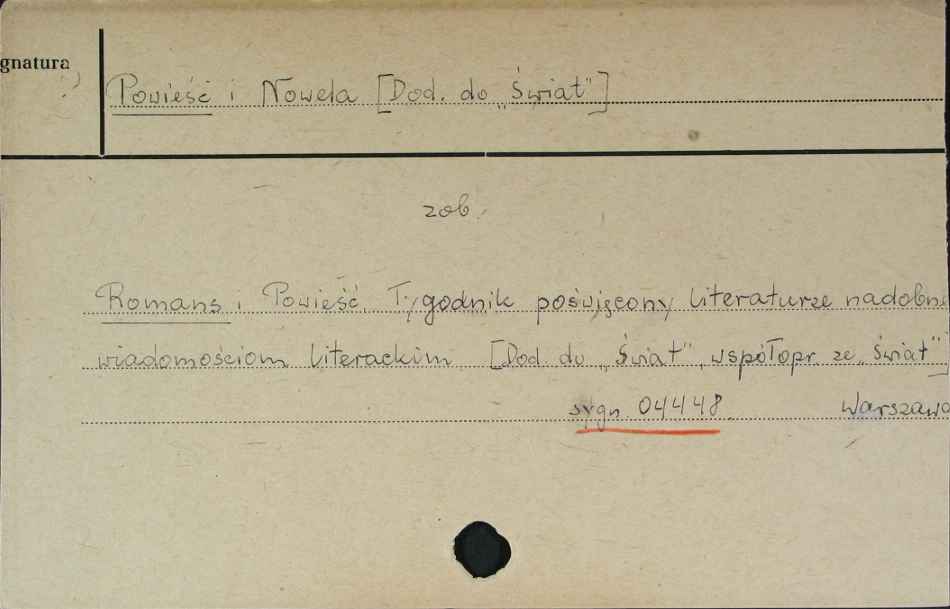 gnatura
Powieść i Nowela [Dod. do „Świat"]
zob.
Romans i Powieść. Tygodnik poświęcony literaturze nadobn
wiadomościom literackim [Dod. do „Świat", współopr. ze „Świat"]
sygn 04448 Warszawa